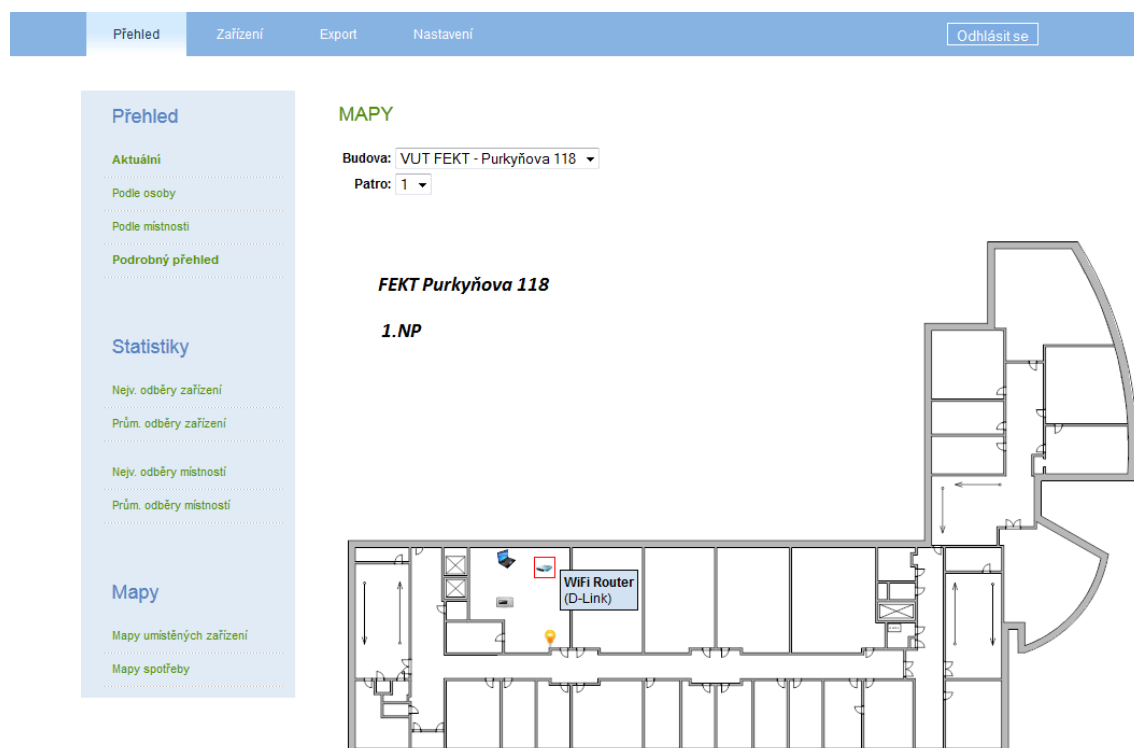 Přehled
Zařízení
Export
Nastavení
Odhlásit se
Přehled
Aktuální
Podle osoby
Podle místnosti
Podrobný přehled
Statistiky
Nejv. odběry zařízení
Prům. odběry zařízení
Nejv. odběry místností
Prům. odběry místností
Mapy
Mapy umistěných zařízení
Mapy spotřeby
MAPY
Budova: VUT FEKT - Purkyňova 118
Patro: 1
FEKT Purkyňova 118
1.NP
WiFi Router
(D-Link)